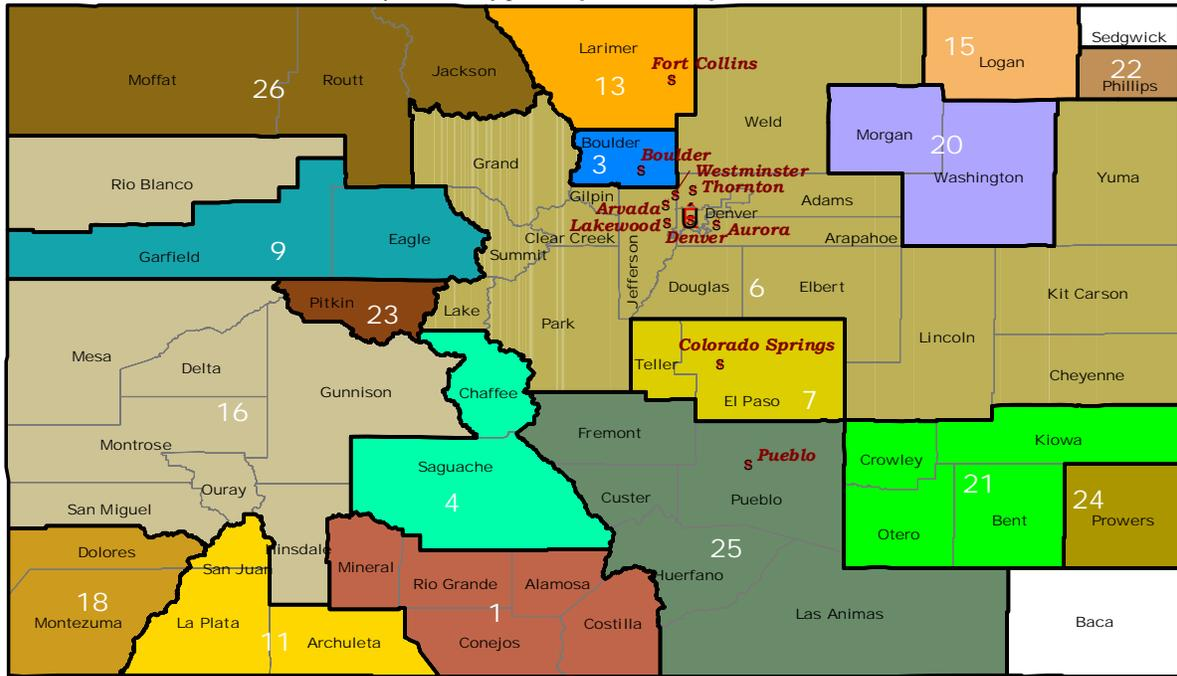 Sedgwick
Larimer
15
Logan
Jackson
Fort Collins
22
Moffat
Routt
26
13
Phillips
Weld
Morgan
20
Boulder
3
Boulder
Grand
Westminster
Washington
Yuma
Rio Blanco
Thornton
Gilpin
Adams
Arvada
Denver
Lakewood
Aurora
Eagle
Clear Creek
Denver
Arapahoe
Garfield
9
Summit
Jefferson
Douglas
6
Elbert
Kit Carson
Pitkin
23
Lake
Park
Lincoln
Mesa
Colorado Springs
Delta
Teller
Cheyenne
Gunnison
Chaffee
El Paso
7
16
Montrose
Fremont
Kiowa
Pueblo
Crowley
Saguache
Ouray
21
4
Custer
Pueblo
24
San Miguel
Prowers
Bent
Otero
Dolores
Hinsdale
25
San Juan
Mineral
Huerfano
Rio Grande
Alamosa
18
1
Montezuma
La Plata
Costilla
Las Animas
Baca
11
Archuleta
Conejos